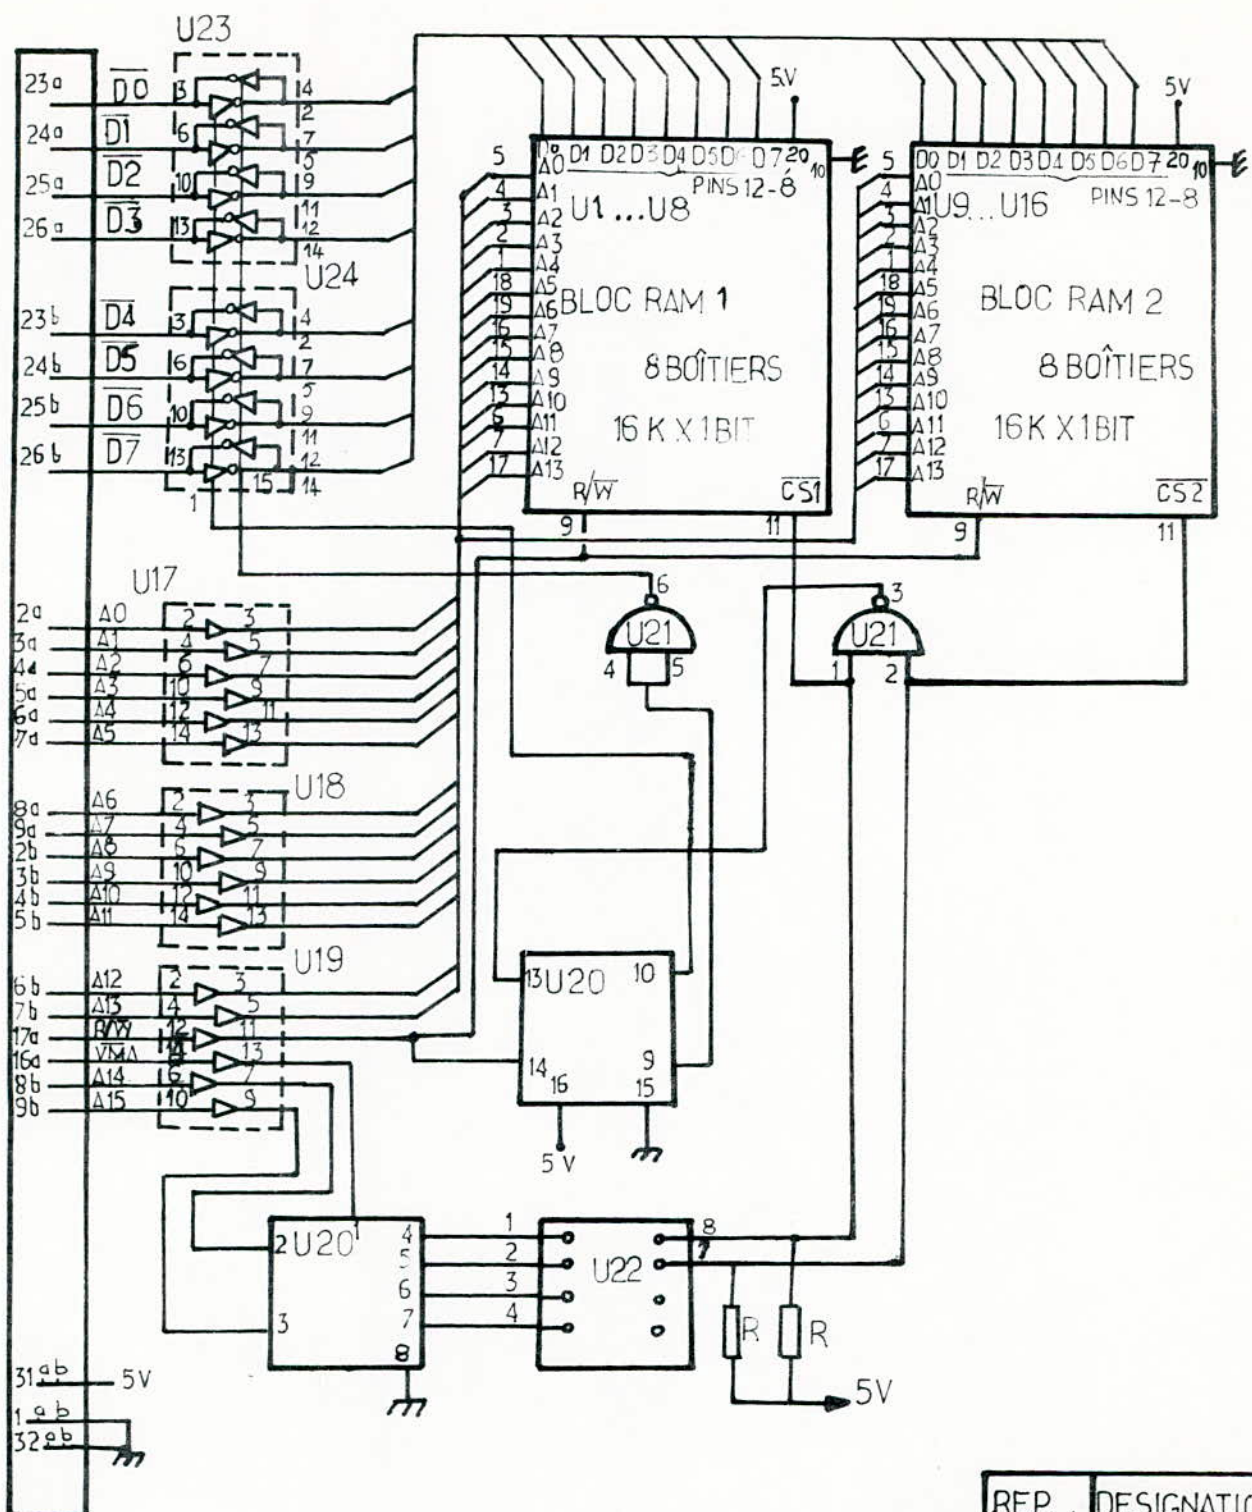 U23
23a D0 3 4 2
24a D1 6 7 5
25a D2 10 9 11
26a D3 13 12 14
U24
23b D4 3 4 2
24b D5 6 7 5
25b D6 10 9 11
26b D7 13 12 14
1 15
5V
D0 D1 D2 D3 D4 D5 D6 D7 20 10
PINS 12-8
U1...U8
BLOC RAM 1
8 BOÎTIERS
16K X 1BIT
5 A0
4 A1
3 A2
2 A3
1 A4
18 A5
19 A6
16 A7
15 A8
14 A9
13 A10
6 A11
7 A12
17 A13
R/W CS1
9 11
5V
D0 D1 D2 D3 D4 D5 D6 D7 20 10
PINS 12-8
U9...U16
BLOC RAM 2
8 BOÎTIERS
16K X 1BIT
5 A0
4 A1
3 A2
2 A3
1 A4
18 A5
19 A6
16 A7
15 A8
14 A9
13 A10
6 A11
7 A12
17 A13
R/W CS2
9 11
U17
2a A0 2 3
3a A1 4 5
4a A2 6 7
5a A3 10 9
6a A4 12 11
7a A5 14 13
U18
8a A6 2 3
9a A7 4 5
2b A8 6 7
3b A9 10 9
4b A10 12 11
5b A11 14 13
U19
6b A12 2 3
7b A13 4 5
17a R/W 12 11
16a VMA 14 13
8b A14 6 7
9b A15 10 9
6
U21
4 5
3
U21
1 2
13 U20 10
14 9
16 15
5V
1
2 U20 4
5
6
3 7
8
1 8
2 U22 7
3
4
R R
5V
31ab 5V
1ab
32ab
REP. DESIGNATIO